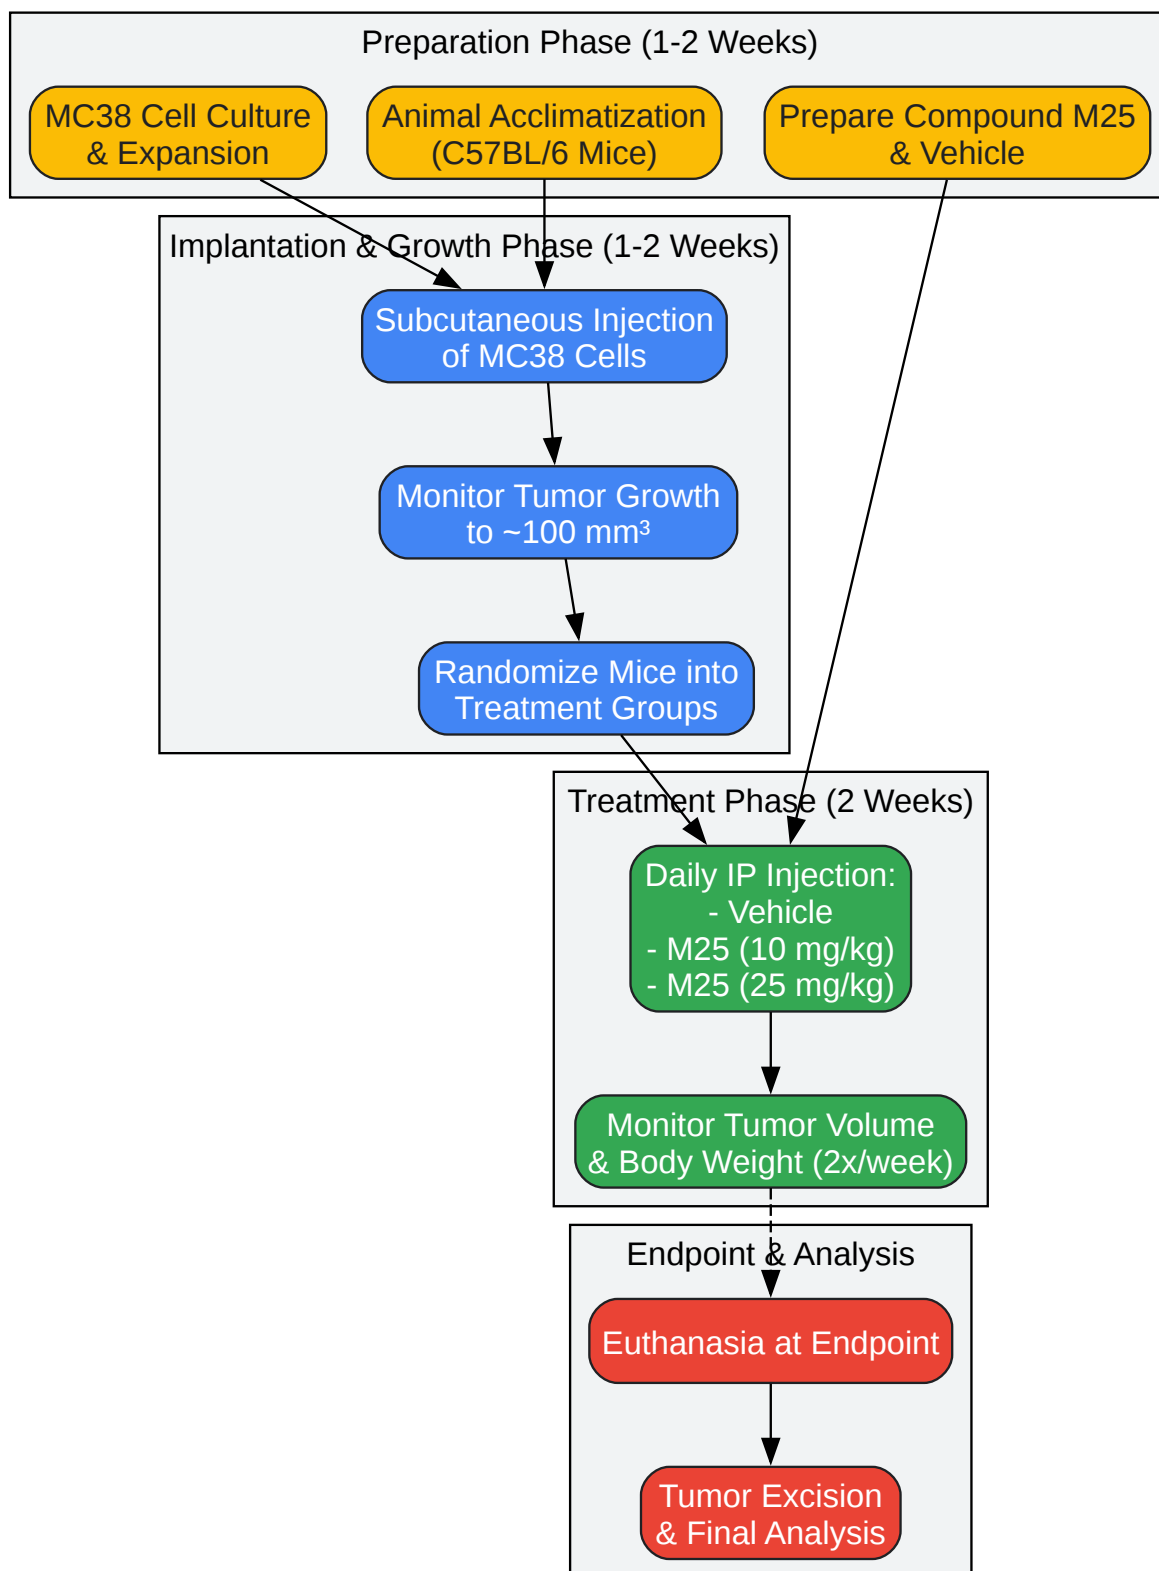 Preparation Phase (1-2 Weeks)
MC38 Cell Culture
& Expansion
Animal Acclimatization
(C57BL/6 Mice)
Prepare Compound M25
& Vehicle
Implantation & Growth Phase (1-2 Weeks)
Subcutaneous Injection
of MC38 Cells
Monitor Tumor Growth
to ~100 mm³
Randomize Mice into
Treatment Groups
Treatment Phase (2 Weeks)
Daily IP Injection:
- Vehicle
- M25 (10 mg/kg)
- M25 (25 mg/kg)
Monitor Tumor Volume
& Body Weight (2x/week)
Endpoint & Analysis
Euthanasia at Endpoint
Tumor Excision
& Final Analysis